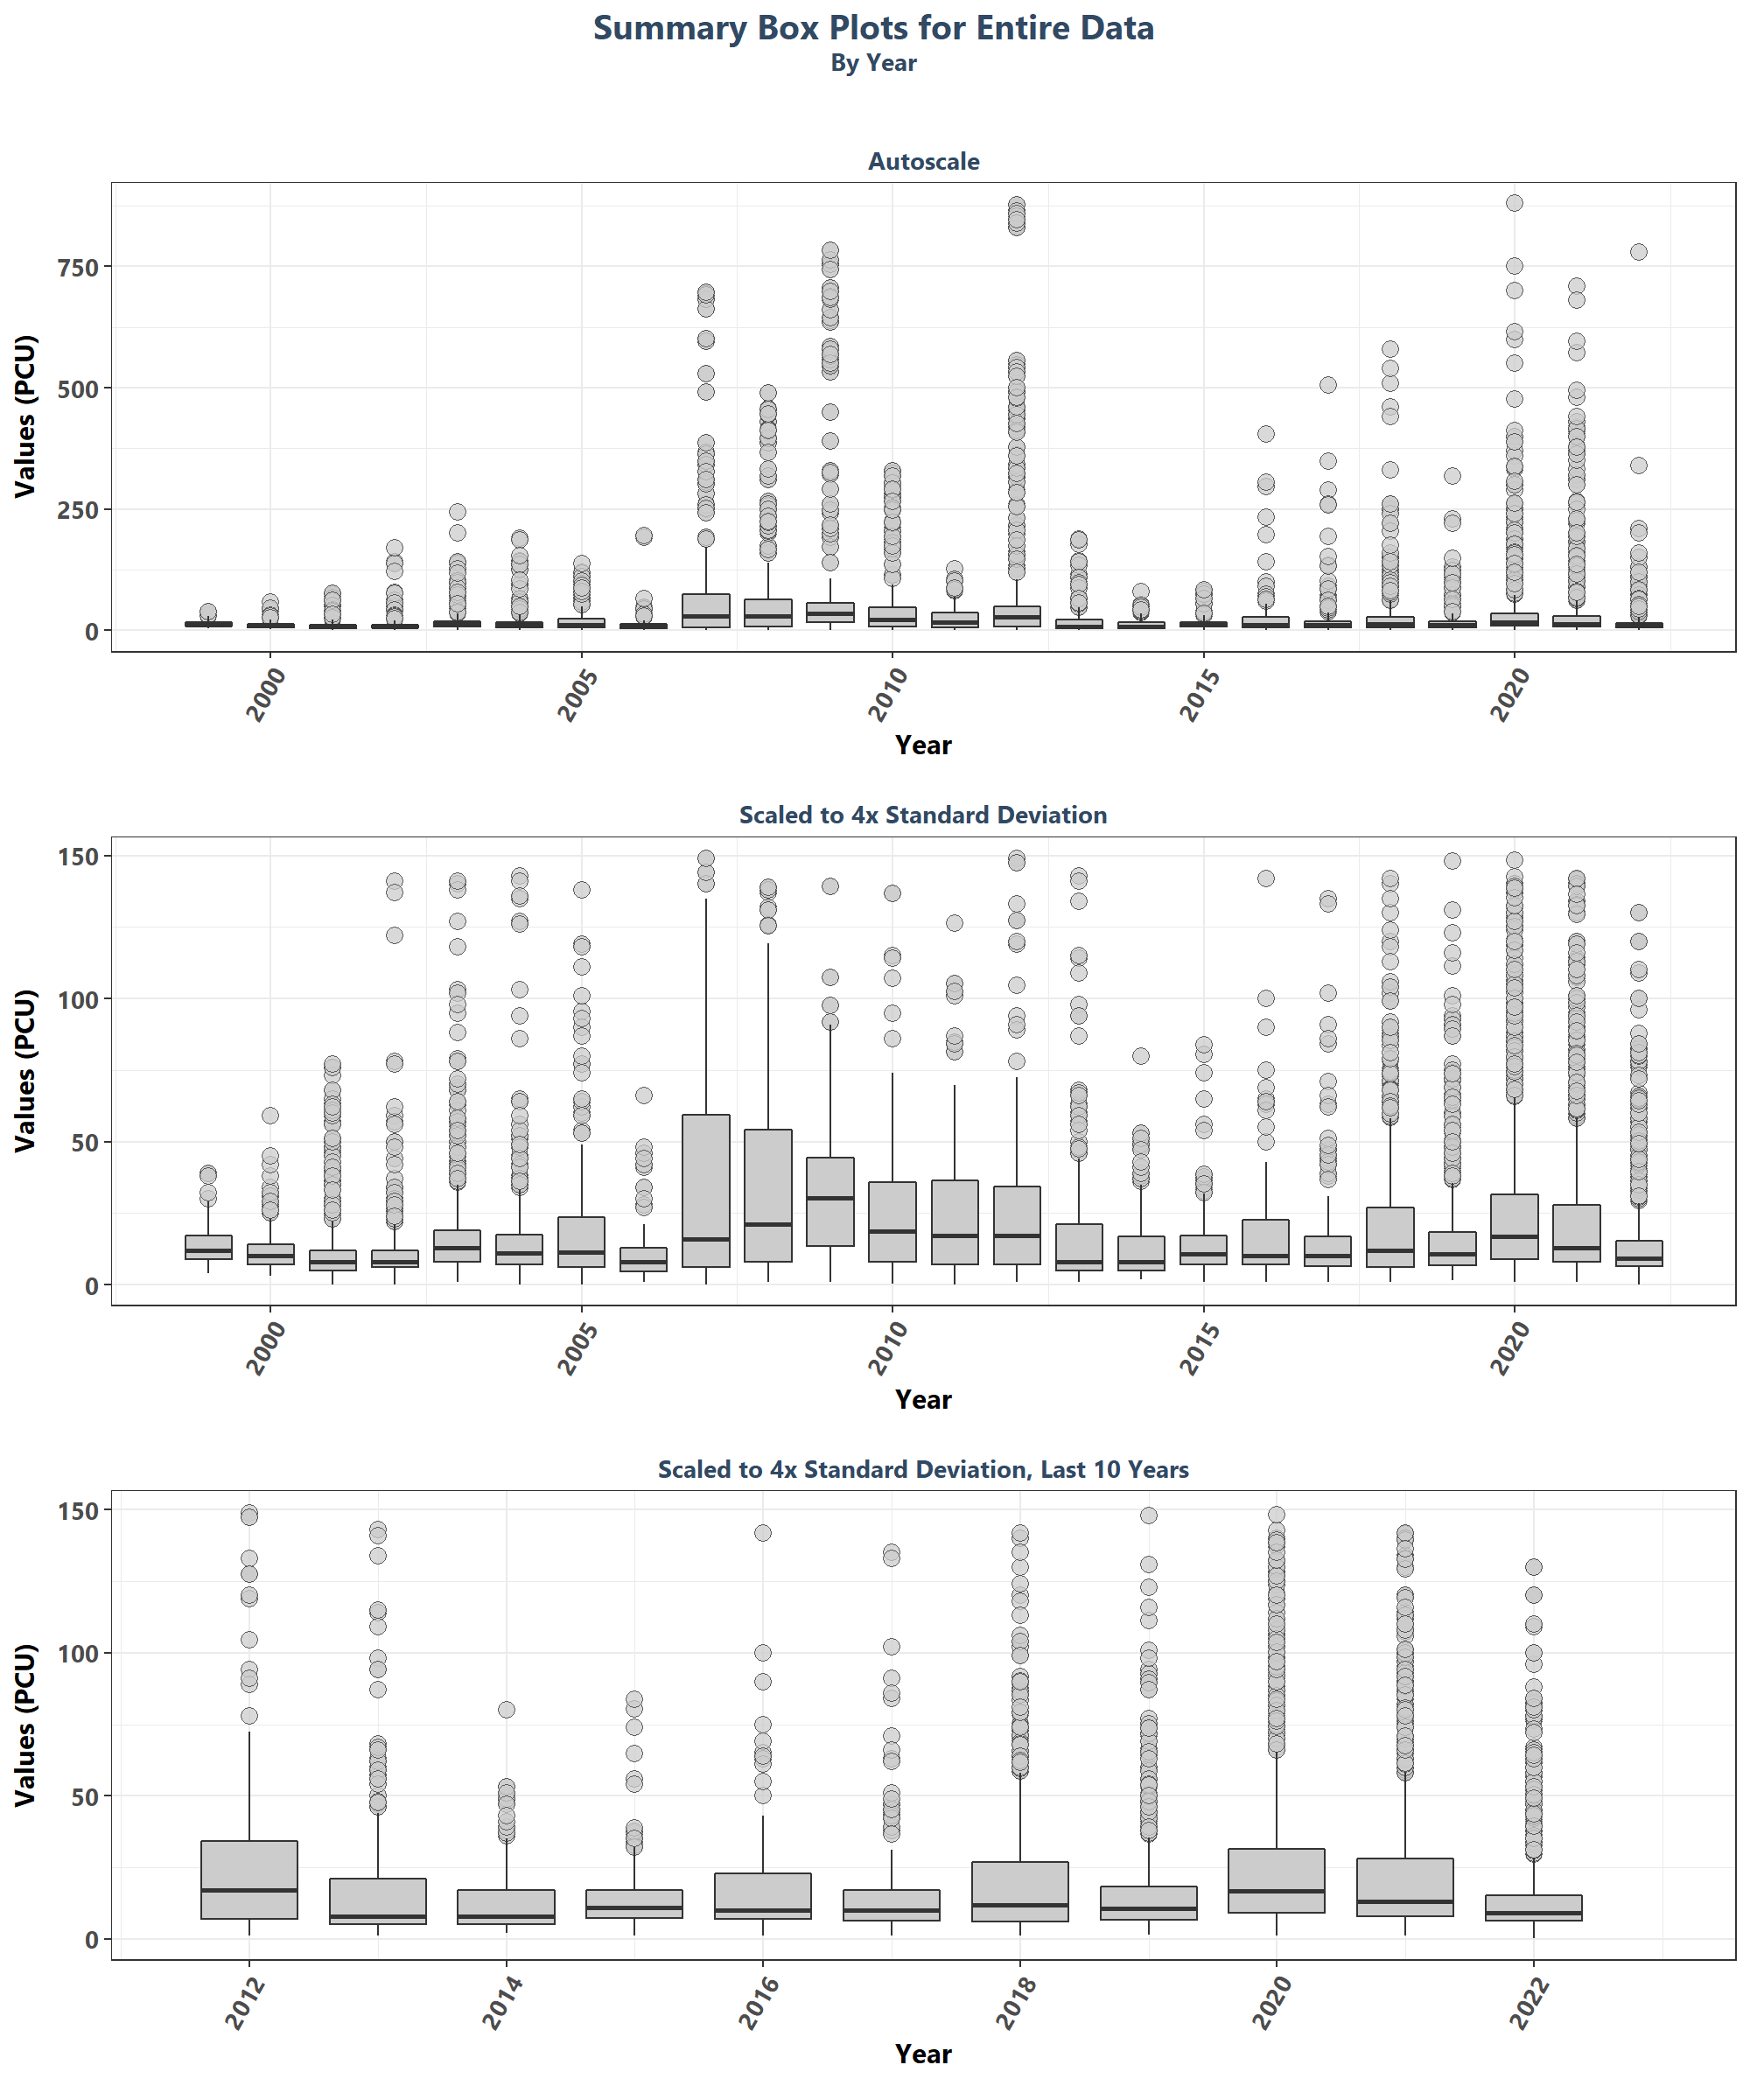 Summary Box Plots for Entire Data
By Year
Autoscale
Values (PCU)
750
500
250
0
2000
2005
2010
2015
2020
Year
Scaled to 4x Standard Deviation
Values (PCU)
150
100
50
0
2000
2005
2010
2015
2020
Year
Scaled to 4x Standard Deviation, Last 10 Years
Values (PCU)
150
100
50
0
2012
2014
2016
2018
2020
2022
Year